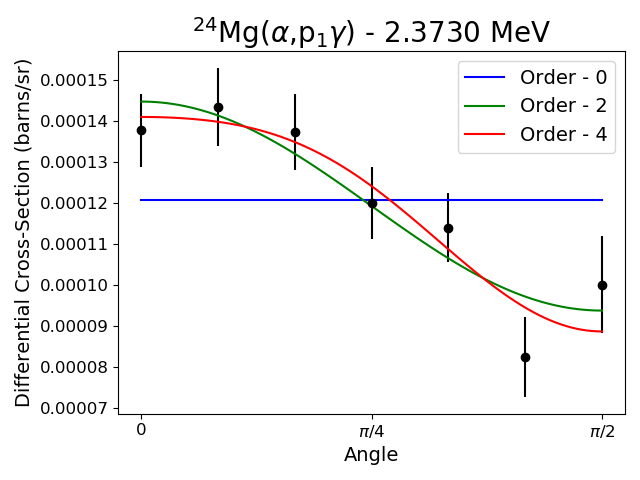 ²⁴Mg(α,p₁γ) - 2.3730 MeV
Order - 0
Order - 2
Order - 4
Differential Cross-Section (barns/sr)
0.00015
0.00014
0.00013
0.00012
0.00011
0.00010
0.00009
0.00008
0.00007
0
π/4
π/2
Angle